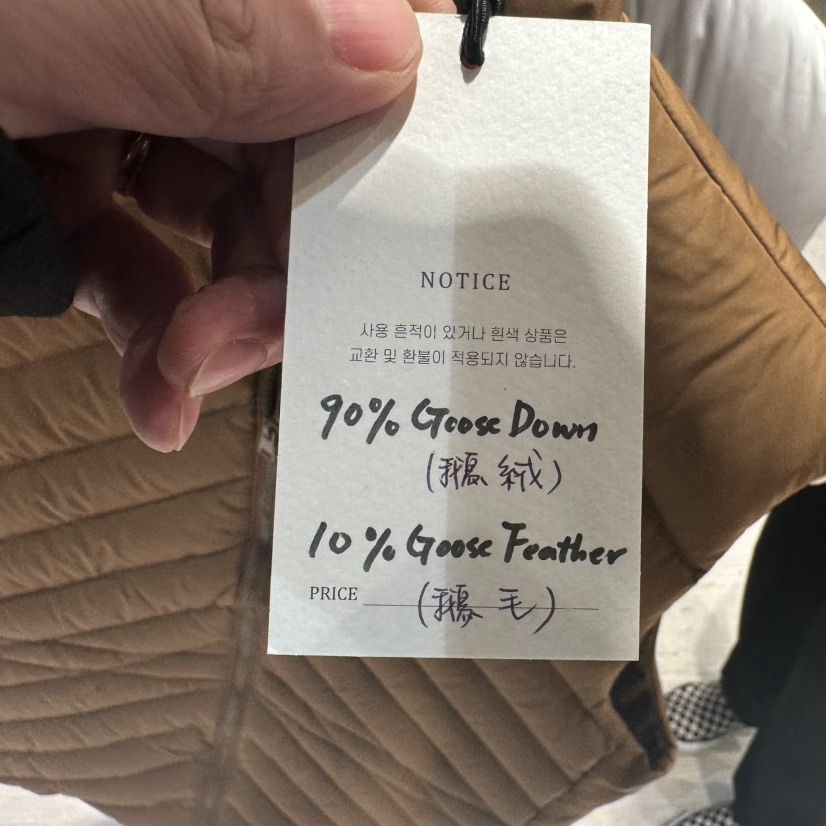 NOTICE
사용 흔적이 있거나 흰색 상품은
교환 및 환불이 적용되지 않습니다.
90% Goose Down
(鵝 絨)
10% Goose Feather
PRICE
(鵝 毛)